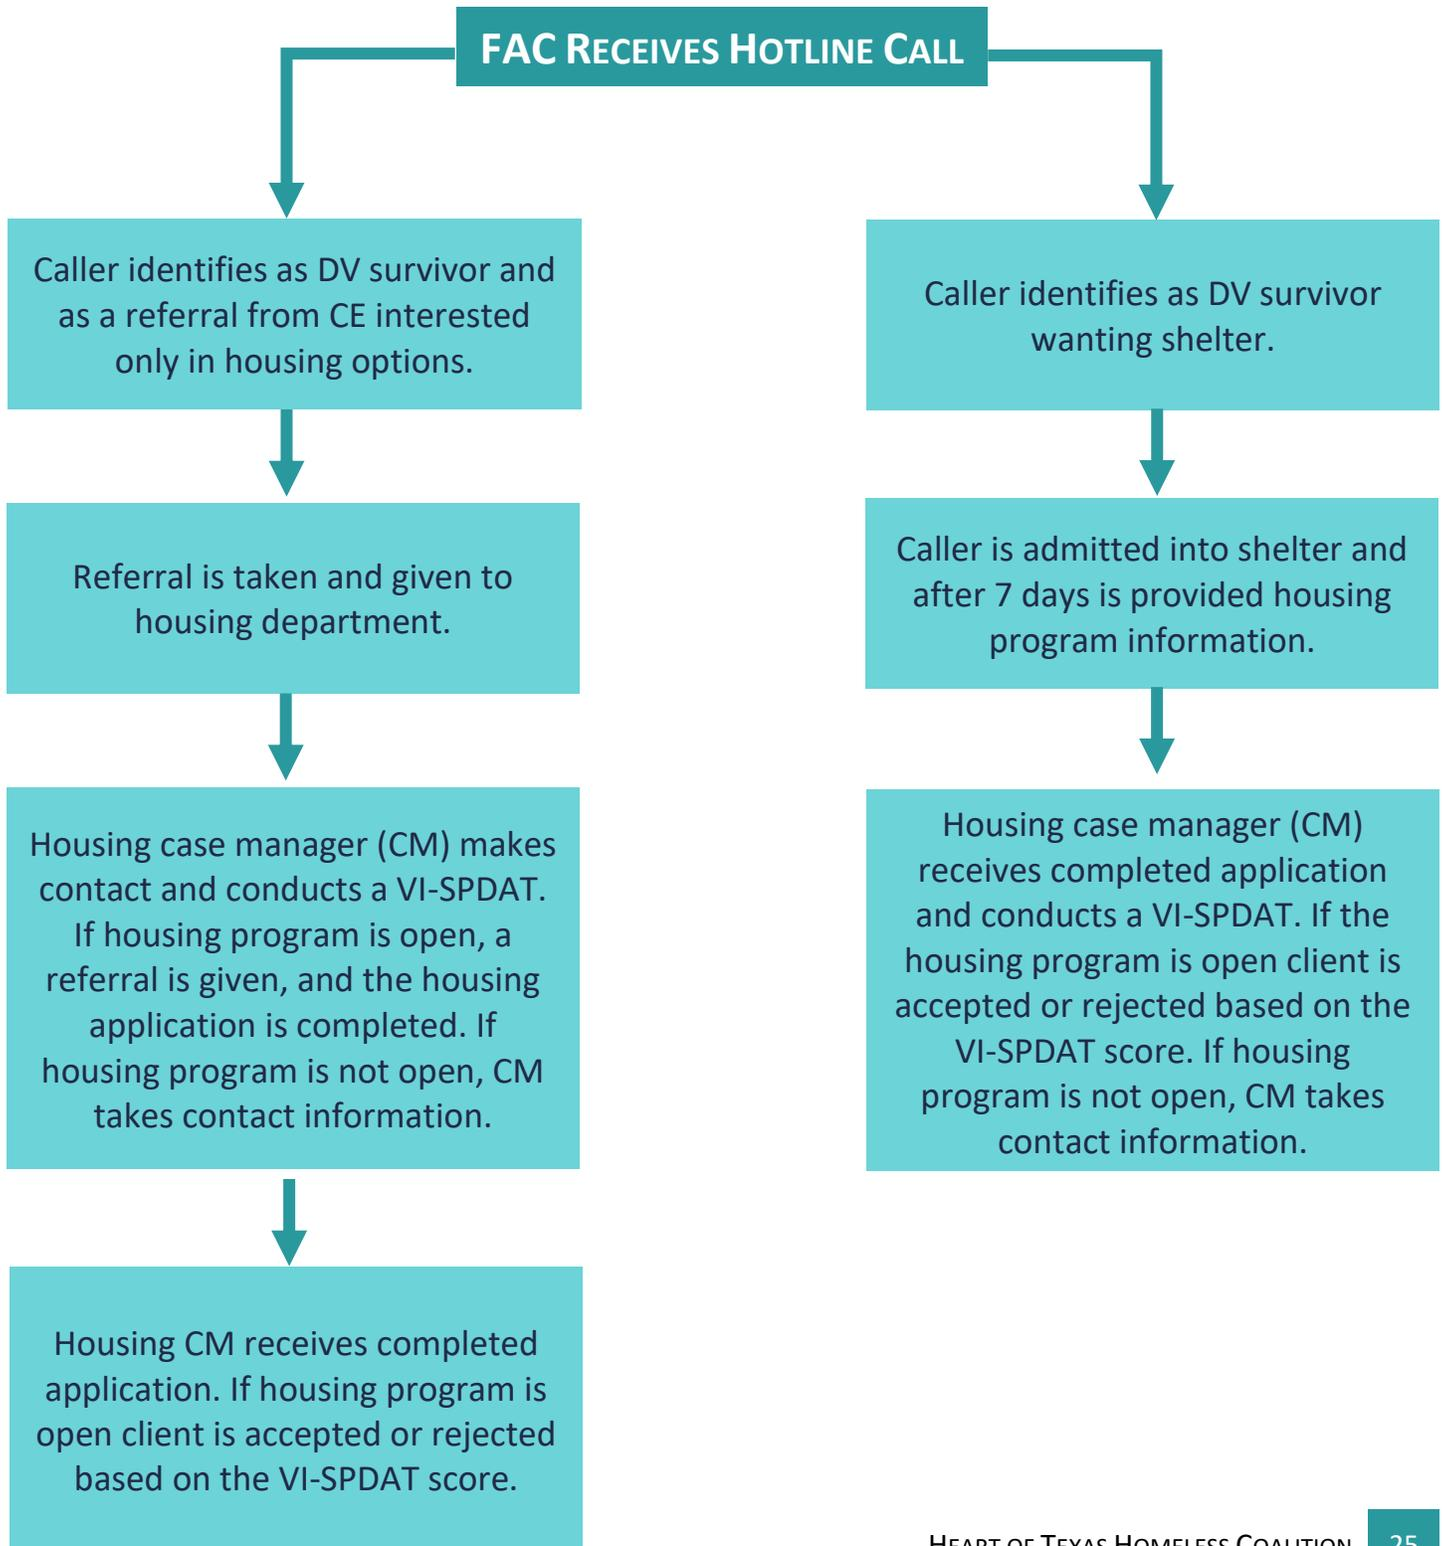 FAC RECEIVES HOTLINE CALL
Caller identifies as DV survivor and
as a referral from CE interested
only in housing options.
Referral is taken and given to
housing department.
Housing case manager (CM) makes
contact and conducts a VI-SPDAT.
If housing program is open, a
referral is given, and the housing
application is completed. If
housing program is not open, CM
takes contact information.
Housing CM receives completed
application. If housing program is
open client is accepted or rejected
based on the VI-SPDAT score.
Caller identifies as DV survivor
wanting shelter.
Caller is admitted into shelter and
after 7 days is provided housing
program information.
Housing case manager (CM)
receives completed application
and conducts a VI-SPDAT. If the
housing program is open client is
accepted or rejected based on the
VI-SPDAT score. If housing
program is not open, CM takes
contact information.
HEART OF TEXAS HOMELESS COALITION 25